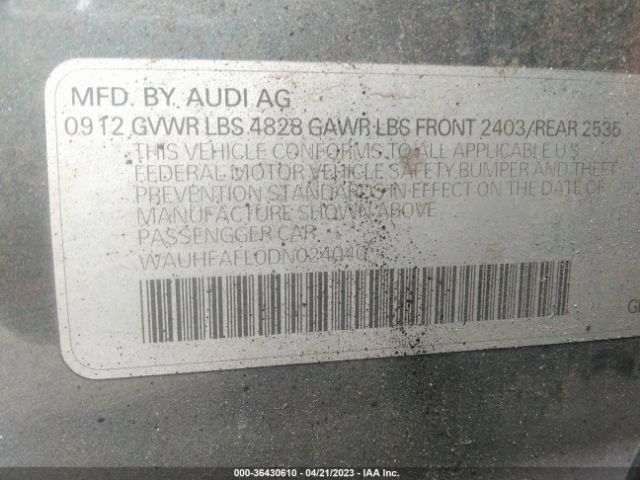 MFD. BY. AUDI AG
0912 GVWR LBS 4828 GAWR LBS FRONT 2403/REAR 2535
THIS VEHICLE CONFORMS TO ALL APPLICABLE U.S
FEDERAL MOTOR VEHICLE SAFETY BUMPER AND THEFT
PREVENTION STANDARDS IN EFFECT ON THE DATE OF
MANUFACTURE SHOWN ABOVE
PASSENGGER CAR
WAUHFAFL0DN024040
000-36430610 / 04/21/2023 / IAA Inc.